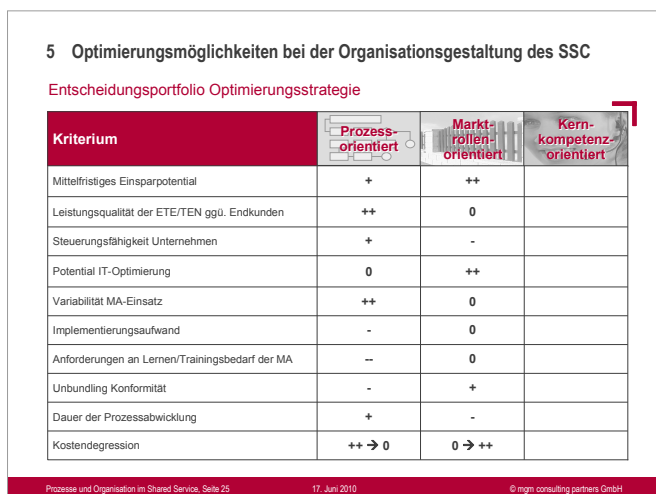 5 Optimierungsmöglichkeiten bei der Organisationsgestaltung des SSC
Entscheidungsportfolio Optimierungsstrategie
Kriterium
Prozess-
orientiert
Markt-
rollen-
orientiert
Kern-
kompetenz-
orientiert
Mittelfristiges Einsparpotential + ++
Leistungsqualität der ETE/TEN ggü. Endkunden ++ 0
Steuerungsfähigkeit Unternehmen + -
Potential IT-Optimierung 0 ++
Variabilität MA-Einsatz ++ 0
Implementierungsaufwand - 0
Anforderungen an Lernen/Trainingsbedarf der MA -- 0
Unbundling Konformität - +
Dauer der Prozessabwicklung + -
Kostendegression ++ → 0 0 → ++
Prozesse und Organisation im Shared Service, Seite 25 17. Juni 2010 © mgm consulting partners GmbH